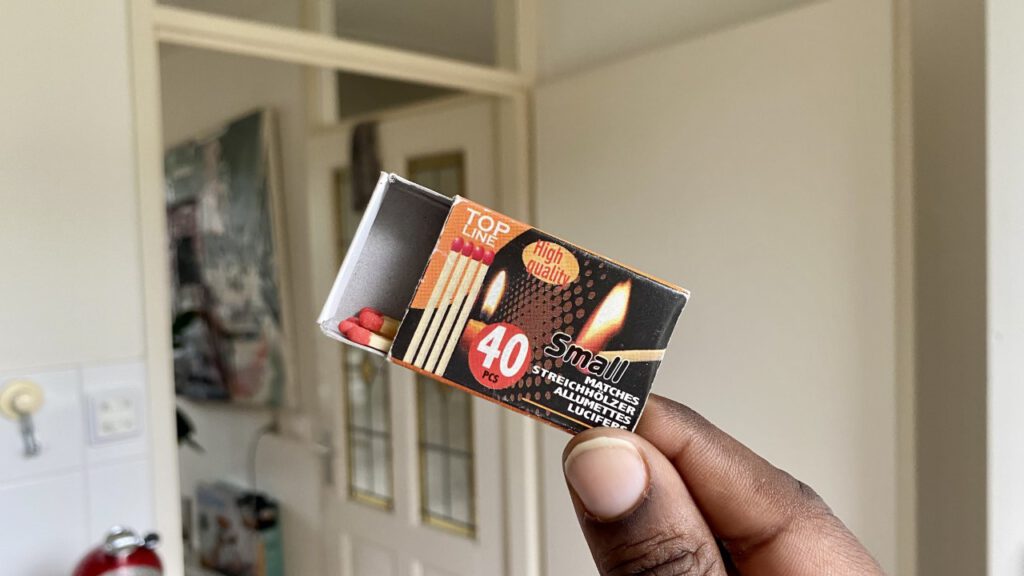 TOP
LINE
High
quality
40
PCS
Small
MATCHES
STREICHHÖLZER
ALLUMETTES
LUCIFERS